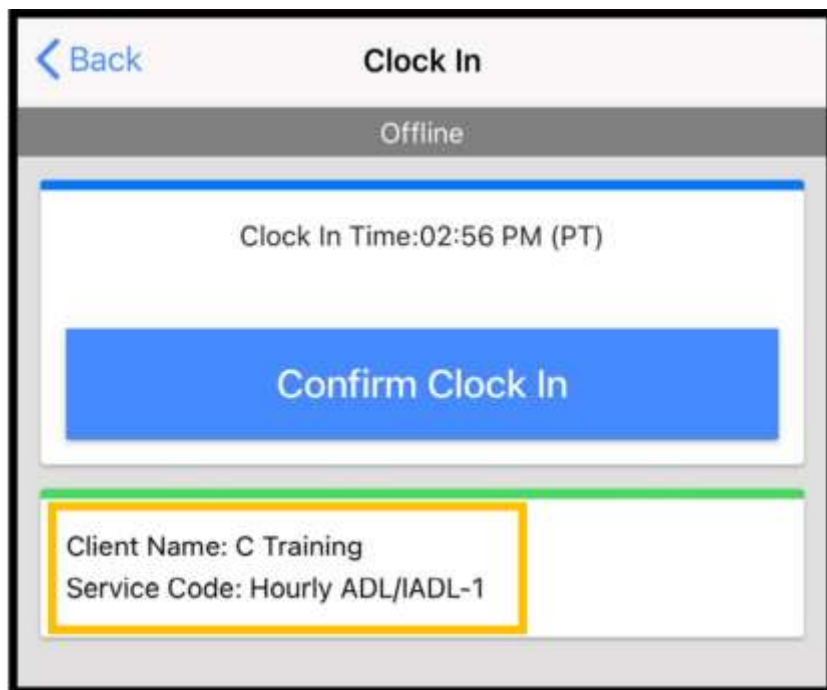 Back
Clock In
Offline
Clock In Time:02:56 PM (PT)
Confirm Clock In
Client Name: C Training
Service Code: Hourly ADL/IADL-1